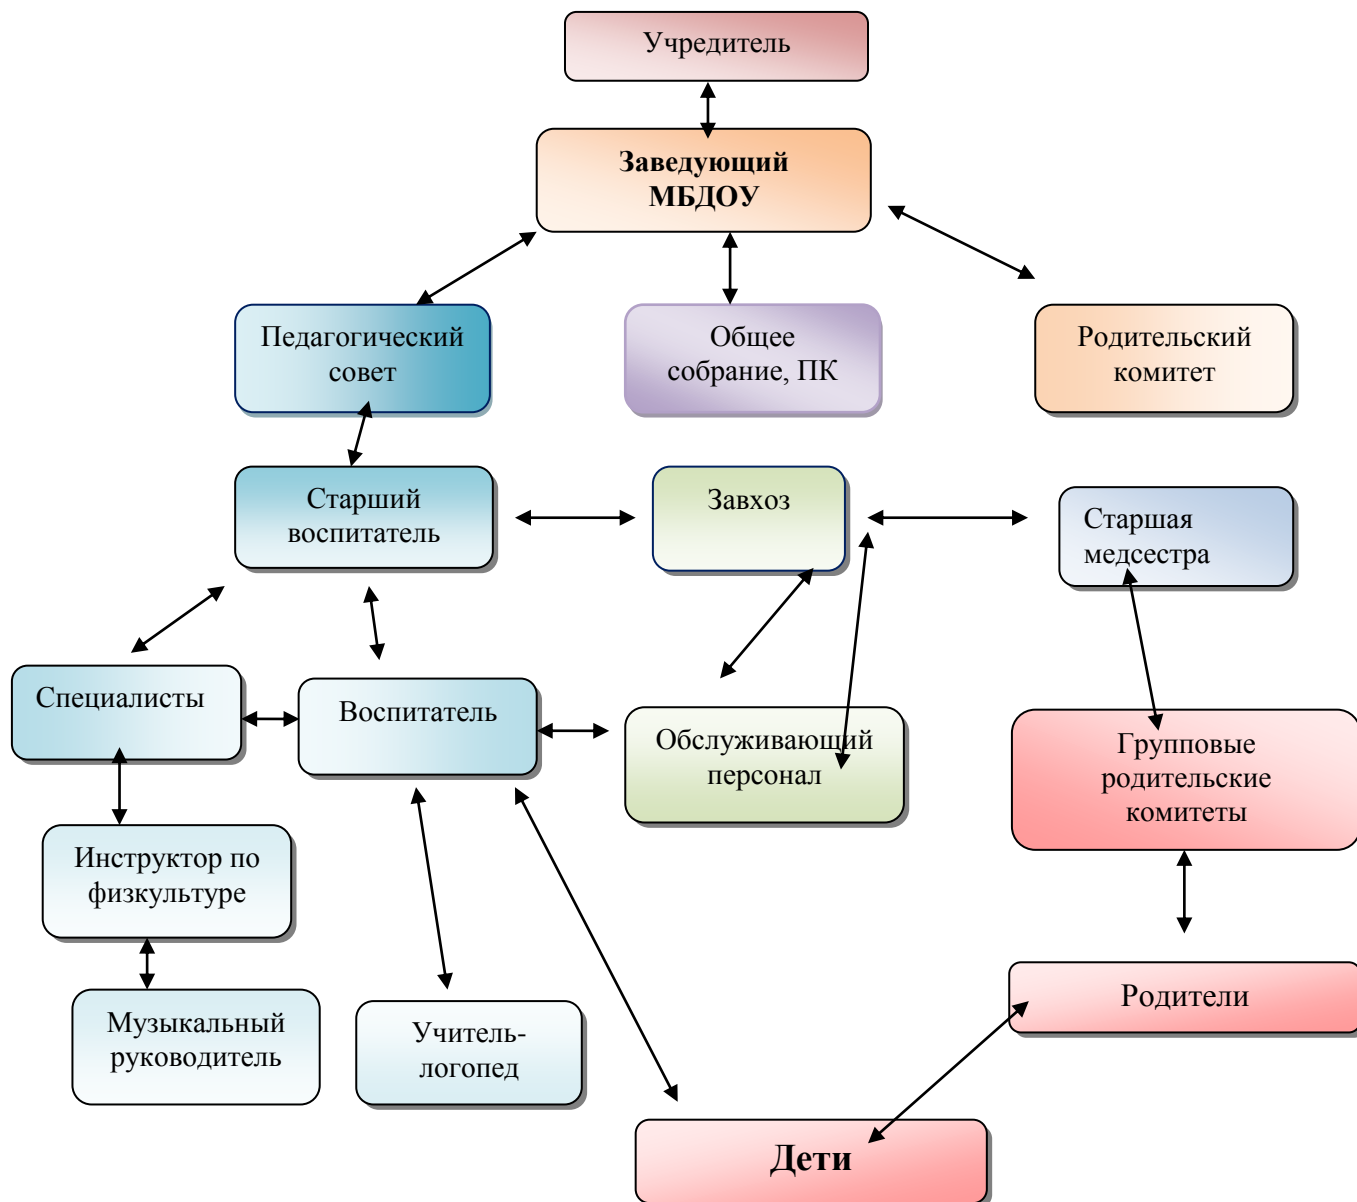 Учредитель
Заведующий
МБДОУ
Педагогический
совет
Общее
собрание, ПК
Родительский
комитет
Старший
воспитатель
Завхоз
Старшая
медсестра
Специалисты
Воспитатель
Обслуживающий
персонал
Групповые
родительские
комитеты
Инструктор по
физкультуре
Музыкальный
руководитель
Учитель-
логопед
Родители
Дети